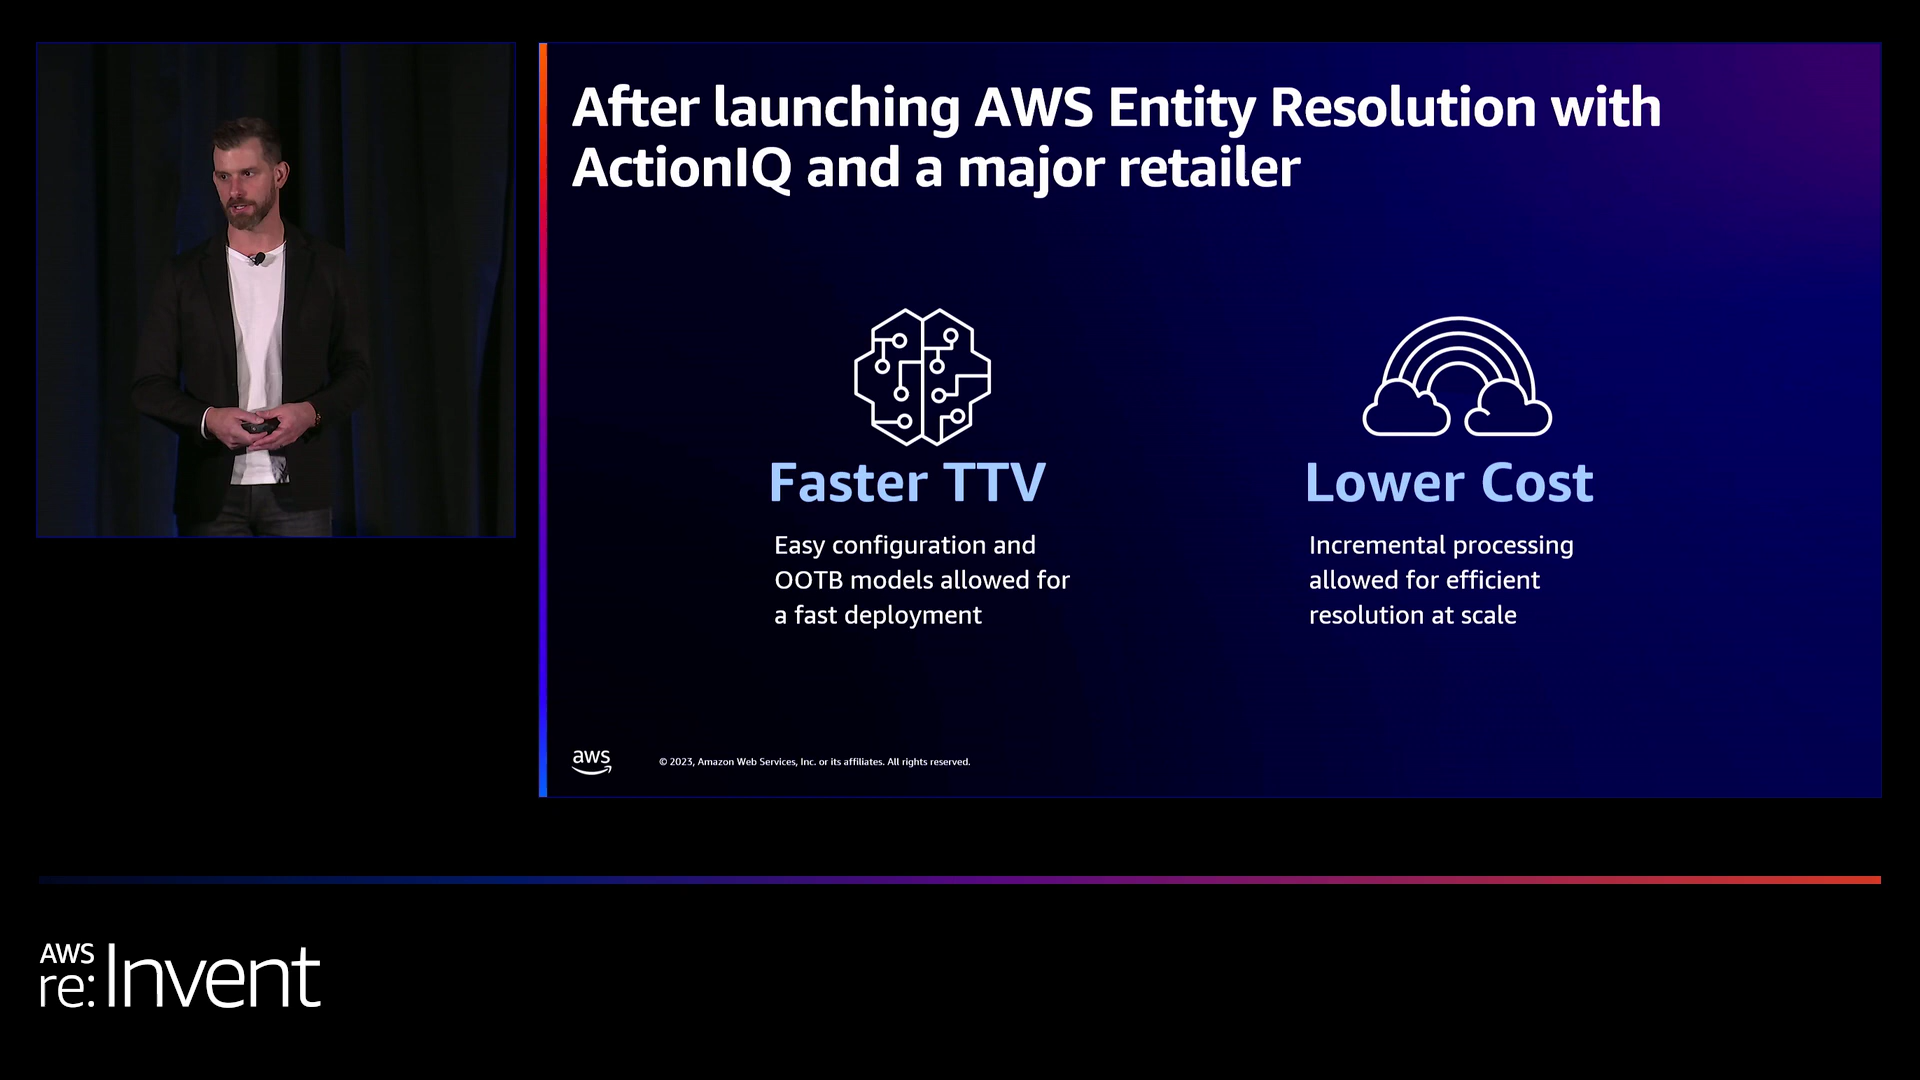 After launching AWS Entity Resolution with
ActionIQ and a major retailer
Faster TTV
Easy configuration and
OOTB models allowed for
a fast deployment
Lower Cost
Incremental processing
allowed for efficient
resolution at scale
aws
© 2023, Amazon Web Services, Inc. or its affiliates. All rights reserved.
AWS
re:Invent